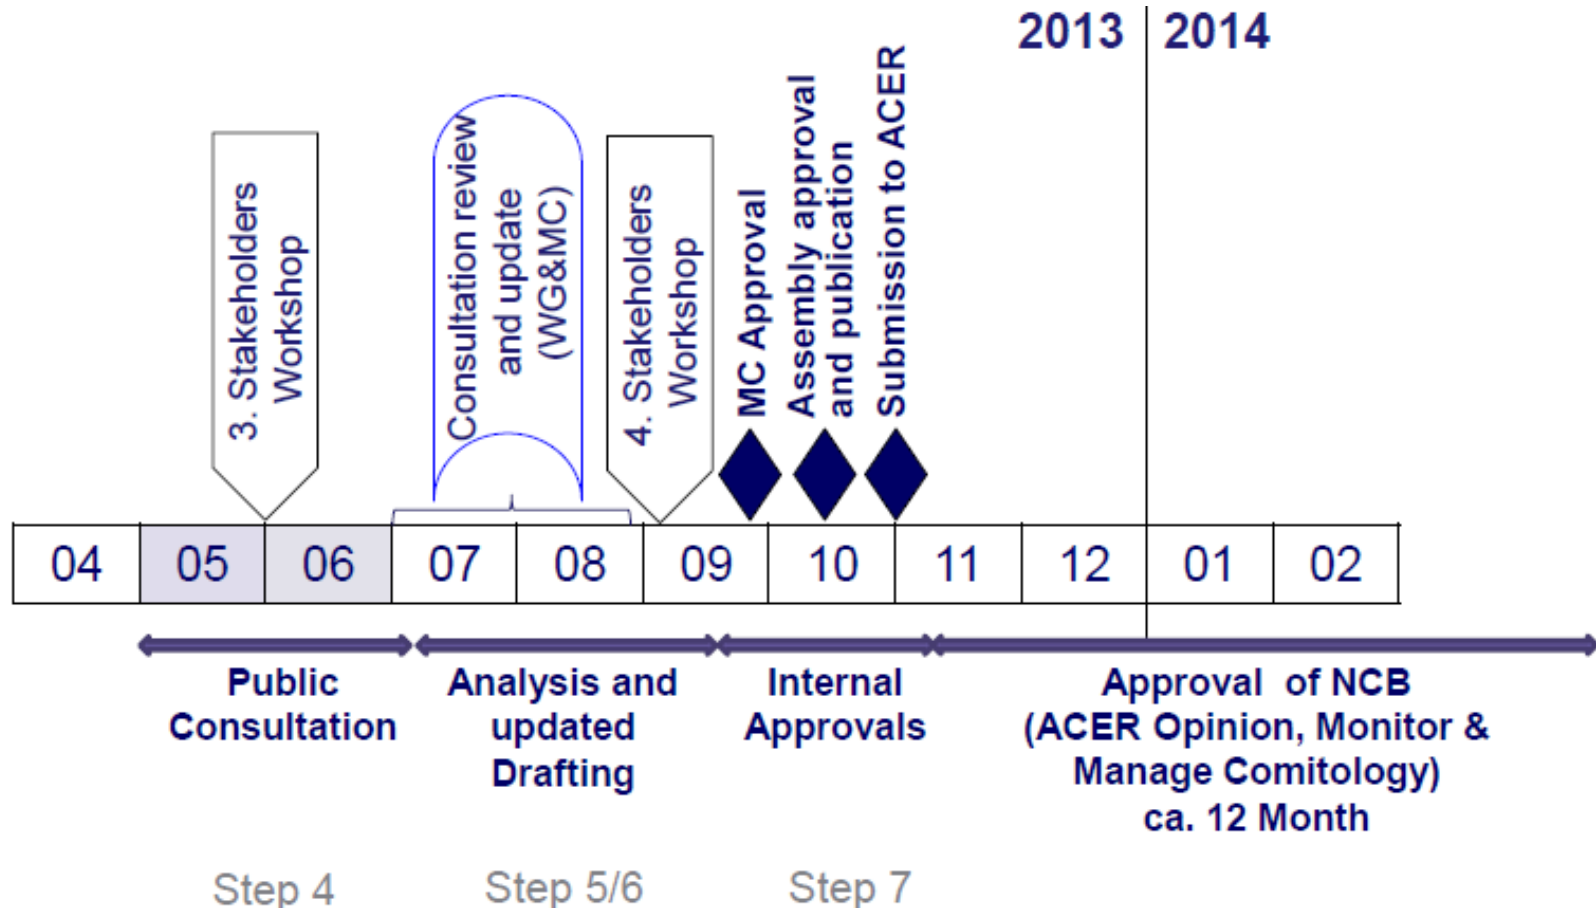 2013 2014
3. Stakeholders
Workshop
Consultation review
and update
(WG&MC)
4. Stakeholders
Workshop
MC Approval
Assembly approval
and publication
Submission to ACER
04 05 06 07 08 09 10 11 12 01 02
Public
Consultation
Analysis and
updated
Drafting
Internal
Approvals
Approval of NCB
(ACER Opinion, Monitor &
Manage Comitology)
ca. 12 Month
Step 4
Step 5/6
Step 7